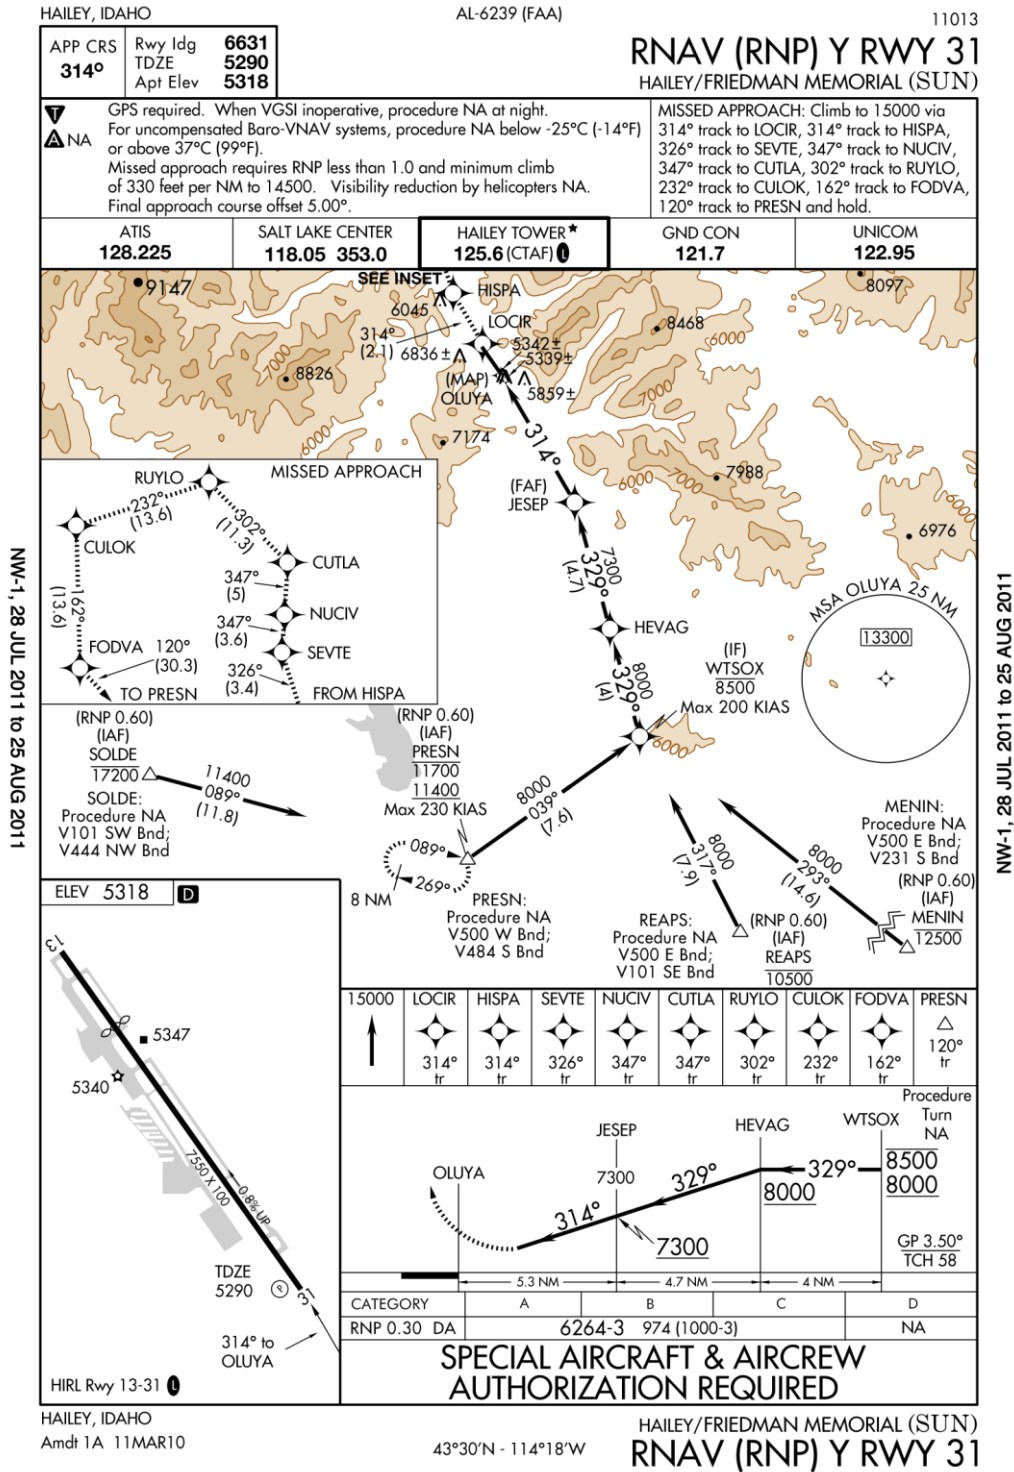 HAILEY, IDAHO
AL-6239 (FAA)
11013
RNAV (RNP) Y RWY 31
HAILEY/FRIEDMAN MEMORIAL (SUN)
APP CRS
314°
Rwy ldg 6631
TDZE 5290
Apt Elev 5318
T
A NA
GPS required. When VGSI inoperative, procedure NA at night.
For uncompensated Baro-VNAV systems, procedure NA below -25°C (-14°F)
or above 37°C (99°F).
Missed approach requires RNP less than 1.0 and minimum climb
of 330 feet per NM to 14500. Visibility reduction by helicopters NA.
Final approach course offset 5.00°.
MISSED APPROACH: Climb to 15000 via
314° track to LOCIR, 314° track to HISPA,
326° track to SEVTE, 347° track to NUCIV,
347° track to CUTLA, 302° track to RUYLO,
232° track to CULOK, 162° track to FODVA,
120° track to PRESN and hold.
ATIS
128.225
SALT LAKE CENTER
118.05 353.0
HAILEY TOWER★
125.6 (CTAF) L
GND CON
121.7
UNICOM
122.95
SEE INSET
HISPA
9147
8097
6045
LOCIR
8468
6000
314°
(2.1)
6836±
5342±
5339±
7000
8826
(MAP)
OLUYA
5859±
7000
6000
7174
314°
MISSED APPROACH
RUYLO
232°
(13.6)
302°
(11.3)
CULOK
CUTLA
347°
(5)
NUCIV
347°
(3.6)
SEVTE
162°
(13.6)
FODVA
120°
(30.3)
326°
(3.4)
TO PRESN
FROM HISPA
(FAF)
JESEP
6000
7000
7988
6000
6976
7300
329°
(4.7)
HEVAG
MSA OLUYA 25 NM
13300
8000
329°
(4)
(IF)
WTSOX
8500
Max 200 KIAS
6000
(RNP 0.60)
(IAF)
SOLDE
17200
11400
089°
(11.8)
SOLDE:
Procedure NA
V101 SW Bnd;
V444 NW Bnd
(RNP 0.60)
(IAF)
PRESN
11700
11400
Max 230 KIAS
8000
039°
(7.6)
089°
269°
8 NM
PRESN:
Procedure NA
V500 W Bnd;
V484 S Bnd
8000
317°
(7.9)
REAPS:
Procedure NA
V500 E Bnd;
V101 SE Bnd
(RNP 0.60)
(IAF)
REAPS
10500
8000
293°
(14.6)
MENIN:
Procedure NA
V500 E Bnd;
V231 S Bnd
(RNP 0.60)
(IAF)
MENIN
12500
NW-1, 28 JUL 2011 to 25 AUG 2011
NW-1, 28 JUL 2011 to 25 AUG 2011
ELEV 5318 D
13
5347
5340
7550 X 100
0.8% UP
TDZE
5290
P
31
314° to
OLUYA
HIRL Rwy 13-31 L
15000
LOCIR
314°
tr
HISPA
314°
tr
SEVTE
326°
tr
NUCIV
347°
tr
CUTLA
347°
tr
RUYLO
302°
tr
CULOK
232°
tr
FODVA
162°
tr
PRESN
120°
tr
Procedure
Turn
NA
OLUYA
JESEP
HEVAG
WTSOX
7300
314°
329°
329°
8500
8000
8000
7300
GP 3.50°
TCH 58
5.3 NM
4.7 NM
4 NM
CATEGORY A B C D
RNP 0.30 DA 6264-3 974 (1000-3) NA
SPECIAL AIRCRAFT & AIRCREW
AUTHORIZATION REQUIRED
HAILEY, IDAHO
Amdt 1A 11MAR10
43°30'N - 114°18'W
HAILEY/FRIEDMAN MEMORIAL (SUN)
RNAV (RNP) Y RWY 31